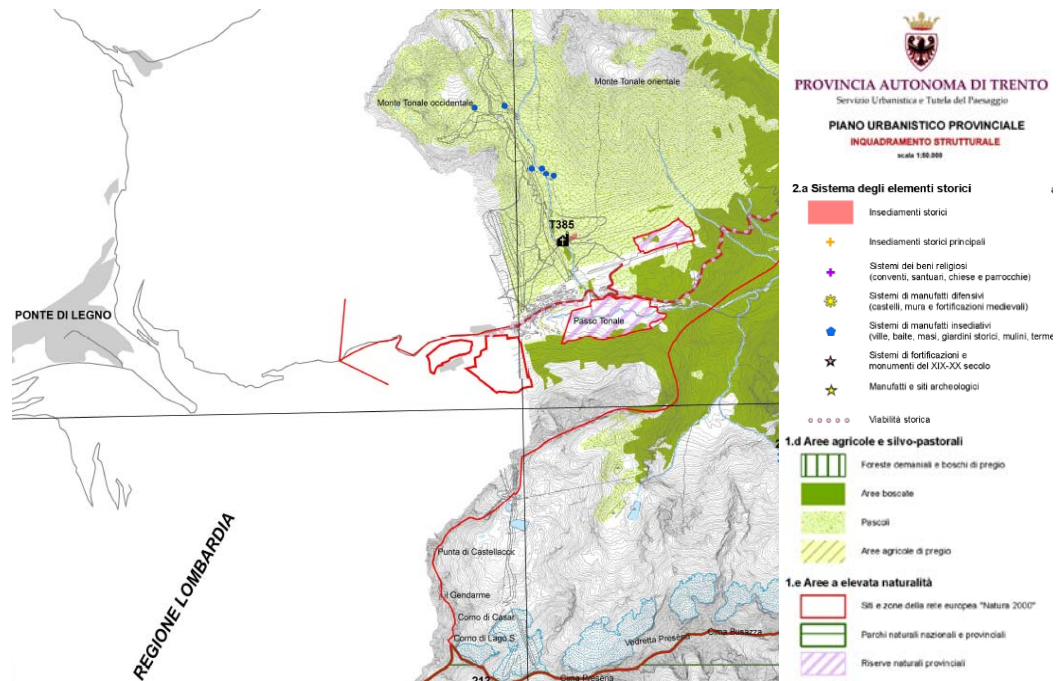 Monte Tonale orientale
Monte Tonale occidentale
T385
PONTE DI LEGNO
Passo Tonale
REGIONE LOMBARDIA
Punta di Castellacc
il Gendarme
Corno di Casa
Corno di Lago S
Vedretta Presena
Cima Busazza
Cima Presena
PROVINCIA AUTONOMA DI TRENTO
Servizio Urbanistica e Tutela del Paesaggio
PIANO URBANISTICO PROVINCIALE
INQUADRAMENTO STRUTTURALE
scala 1:50.000
2.a Sistema degli elementi storici
Insediamenti storici
Insediamenti storici principali
Sistemi dei beni religiosi
(conventi, santuari, chiese e parrocchie)
Sistemi di manufatti difensivi
(castelli, mura e fortificazioni medievali)
Sistemi di manufatti insediativi
(ville, baite, masi, giardini storici, mulini, terme
Sistemi di fortificazioni e
monumenti del XIX-XX secolo
Manufatti e siti archeologici
Viabilità storica
1.d Aree agricole e silvo-pastorali
Foreste demaniali e boschi di pregio
Aree boscate
Pascoli
Aree agricole di pregio
1.e Aree a elevata naturalità
Siti e zone della rete europea "Natura 2000"
Parchi naturali nazionali e provinciali
Riserve naturali provinciali